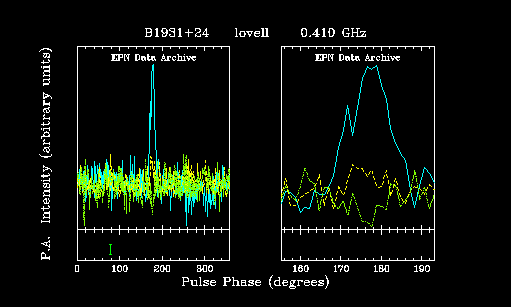 B1931+24 lovell 0.410 GHz
EPN Data Archive EPN Data Archive
Intensity (arbitrary units)
P.A.
0 100 200 300 160 170 180 190
Pulse Phase (degrees)